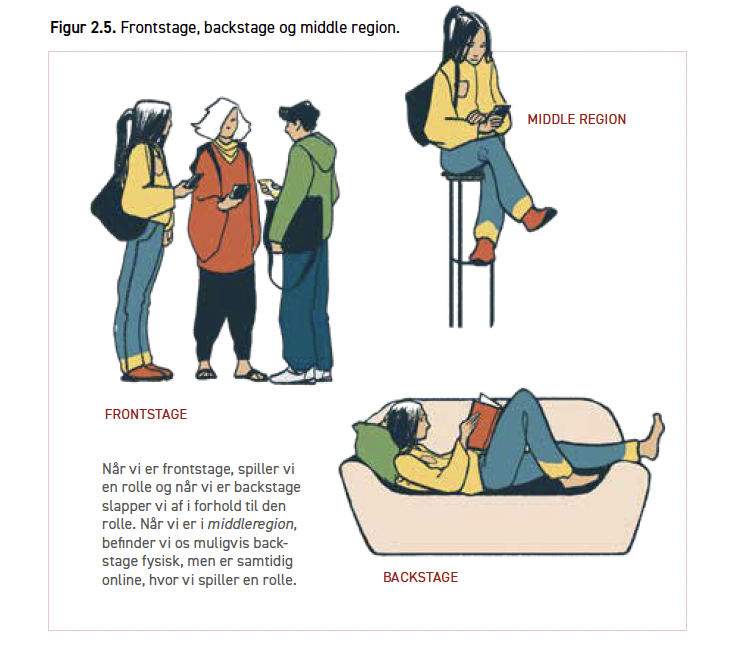 Figur 2.5. Frontstage, backstage og middle region.
MIDDLE REGION
FRONTSTAGE
Når vi er frontstage, spiller vi
en rolle og når vi er backstage
slapper vi af i forhold til den
rolle. Når vi er i middleregion,
befinder vi os muligvis back-
stage fysisk, men er samtidig
online, hvor vi spiller en rolle.
BACKSTAGE